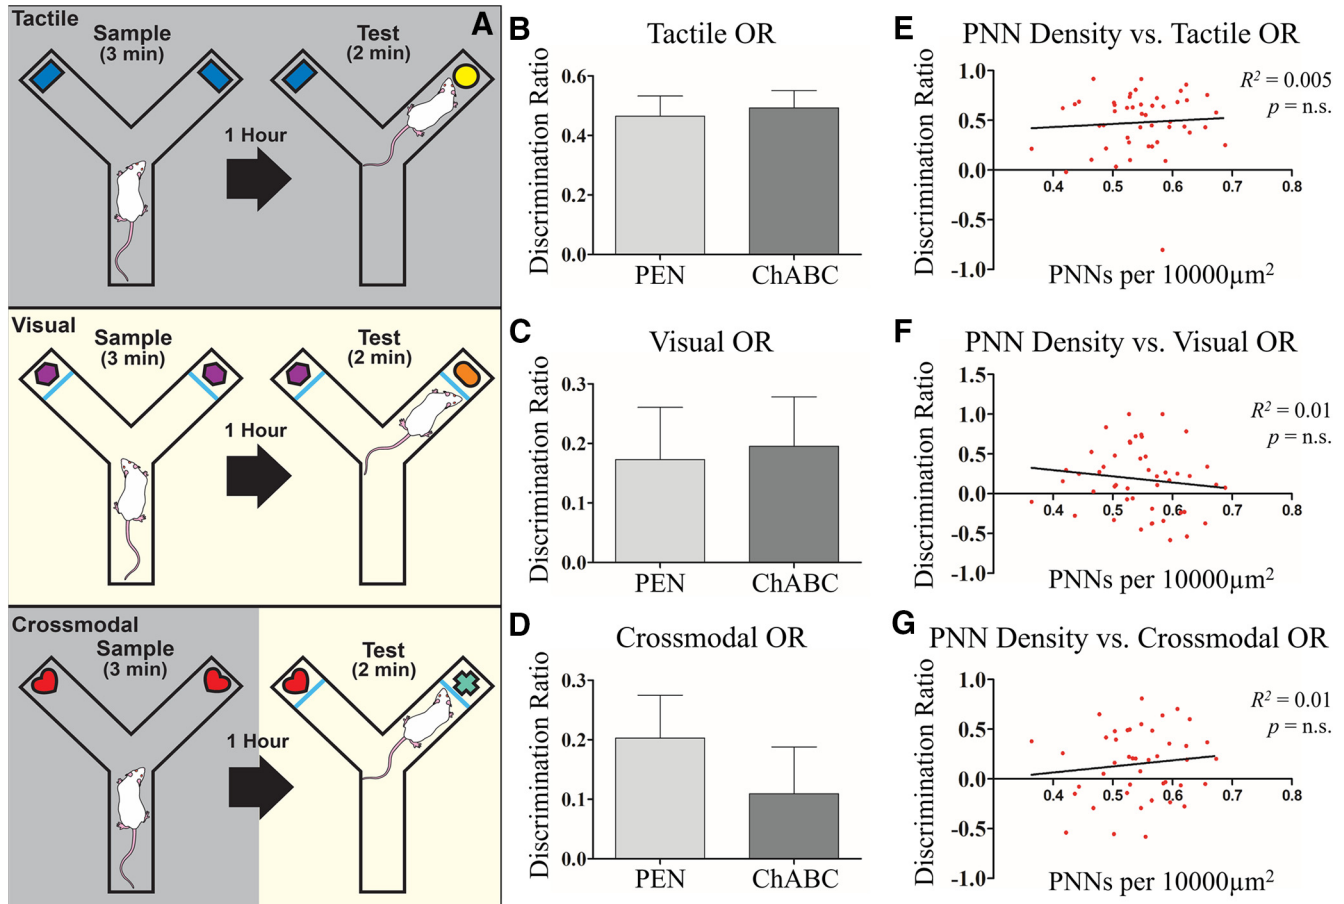 A
Tactile
Sample
(3 min)
Test
(2 min)
1 Hour
Visual
Sample
(3 min)
Test
(2 min)
1 Hour
Crossmodal
Sample
(3 min)
Test
(2 min)
1 Hour
B
Tactile OR
Discrimination Ratio
0.6
0.4
0.2
0.0
PEN
ChABC
C
Visual OR
Discrimination Ratio
0.3
0.2
0.1
0.0
PEN
ChABC
D
Crossmodal OR
Discrimination Ratio
0.3
0.2
0.1
0.0
PEN
ChABC
E
PNN Density vs. Tactile OR
R² = 0.005
p = n.s.
Discrimination Ratio
1.0
0.5
0.0
-0.5
-1.0
0.4 0.5 0.6 0.7 0.8
PNNs per 10000µm²
F
PNN Density vs. Visual OR
R² = 0.01
p = n.s.
Discrimination Ratio
1.5
1.0
0.5
0.0
-0.5
-1.0
0.4 0.5 0.6 0.7 0.8
PNNs per 10000µm²
G
PNN Density vs. Crossmodal OR
R² = 0.01
p = n.s.
Discrimination Ratio
1.0
0.5
0.0
-0.5
-1.0
0.4 0.5 0.6 0.7 0.8
PNNs per 10000µm²